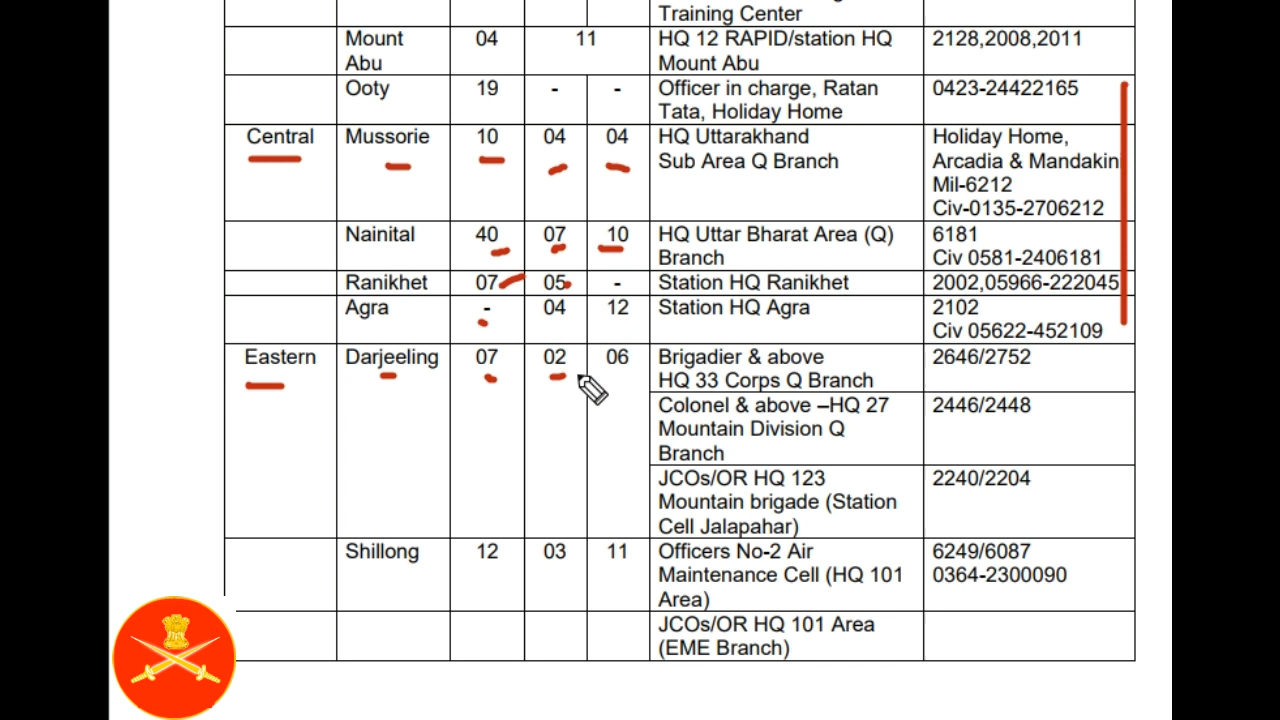 Training Center
Mount Abu 04 11 HQ 12 RAPID/station HQ Mount Abu 2128,2008,2011
Ooty 19 - - Officer in charge, Ratan Tata, Holiday Home 0423-24422165
Central Mussorie 10 04 04 HQ Uttarakhand Sub Area Q Branch Holiday Home, Arcadia & Mandakin Mil-6212 Civ-0135-2706212
Nainital 40 07 10 HQ Uttar Bharat Area (Q) Branch 6181 Civ 0581-2406181
Ranikhet 07 05 - Station HQ Ranikhet 2002,05966-222045
Agra - 04 12 Station HQ Agra 2102 Civ 05622-452109
Eastern Darjeeling 07 02 06 Brigadier & above HQ 33 Corps Q Branch 2646/2752
Colonel & above –HQ 27 Mountain Division Q Branch 2446/2448
JCOs/OR HQ 123 Mountain brigade (Station Cell Jalapahar) 2240/2204
Shillong 12 03 11 Officers No-2 Air Maintenance Cell (HQ 101 Area) 6249/6087 0364-2300090
JCOs/OR HQ 101 Area (EME Branch)